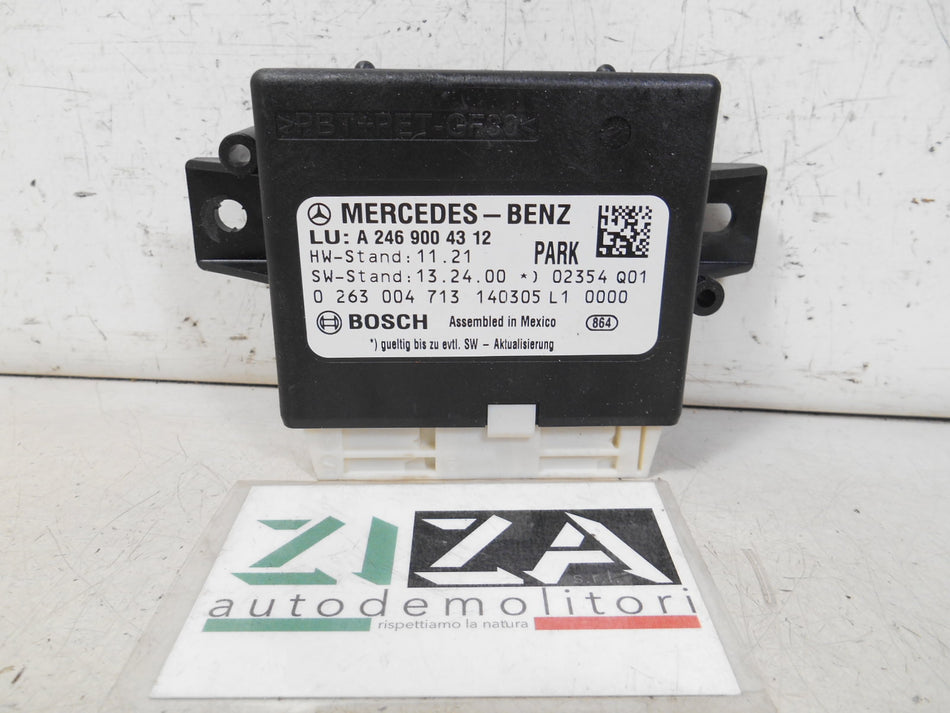 >PBT+PET-GF30<
MERCEDES-BENZ
LU: A 246 900 43 12
HW-Stand: 11.21 PARK
SW-Stand: 13.24.00 *) 02354 Q01
0 263 004 713 140305 L1 0000
BOSCH Assembled in Mexico 864
*) gueltig bis zu evtl. SW - Aktualisierung
ZIZA
s.r.l.
autodemolitori
rispettiamo la natura